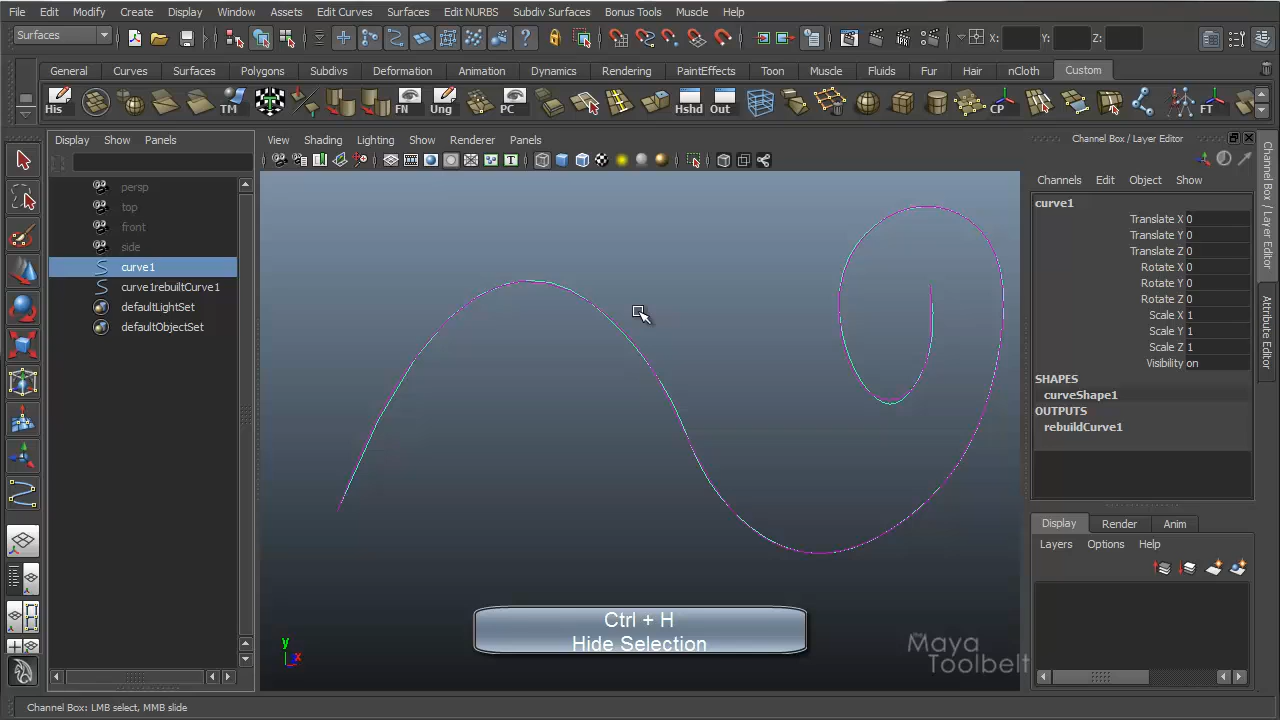 File Edit Modify Create Display Window Assets Edit Curves Surfaces Edit NURBS Subdiv Surfaces Bonus Tools Muscle Help
Surfaces X: Y: Z:
General Curves Surfaces Polygons Subdivs Deformation Animation Dynamics Rendering PaintEffects Toon Muscle Fluids Fur Hair nCloth Custom
His TM FN Ung PC Hshd Out CP FT
Display Show Panels
View Shading Lighting Show Renderer Panels
Channel Box / Layer Editor
Channels Edit Object Show
persp
top
front
side
curve1
curve1rebuiltCurve1
defaultLightSet
defaultObjectSet
curve1
Translate X 0
Translate Y 0
Translate Z 0
Rotate X 0
Rotate Y 0
Rotate Z 0
Scale X 1
Scale Y 1
Scale Z 1
Visibility on
SHAPES
curveShape1
OUTPUTS
rebuildCurve1
Channel Box / Layer Editor
Attribute Editor
Display Render Anim
Layers Options Help
Ctrl + H
Hide Selection
y
x
Maya
Toolbelt
Channel Box: LMB select, MMB slide